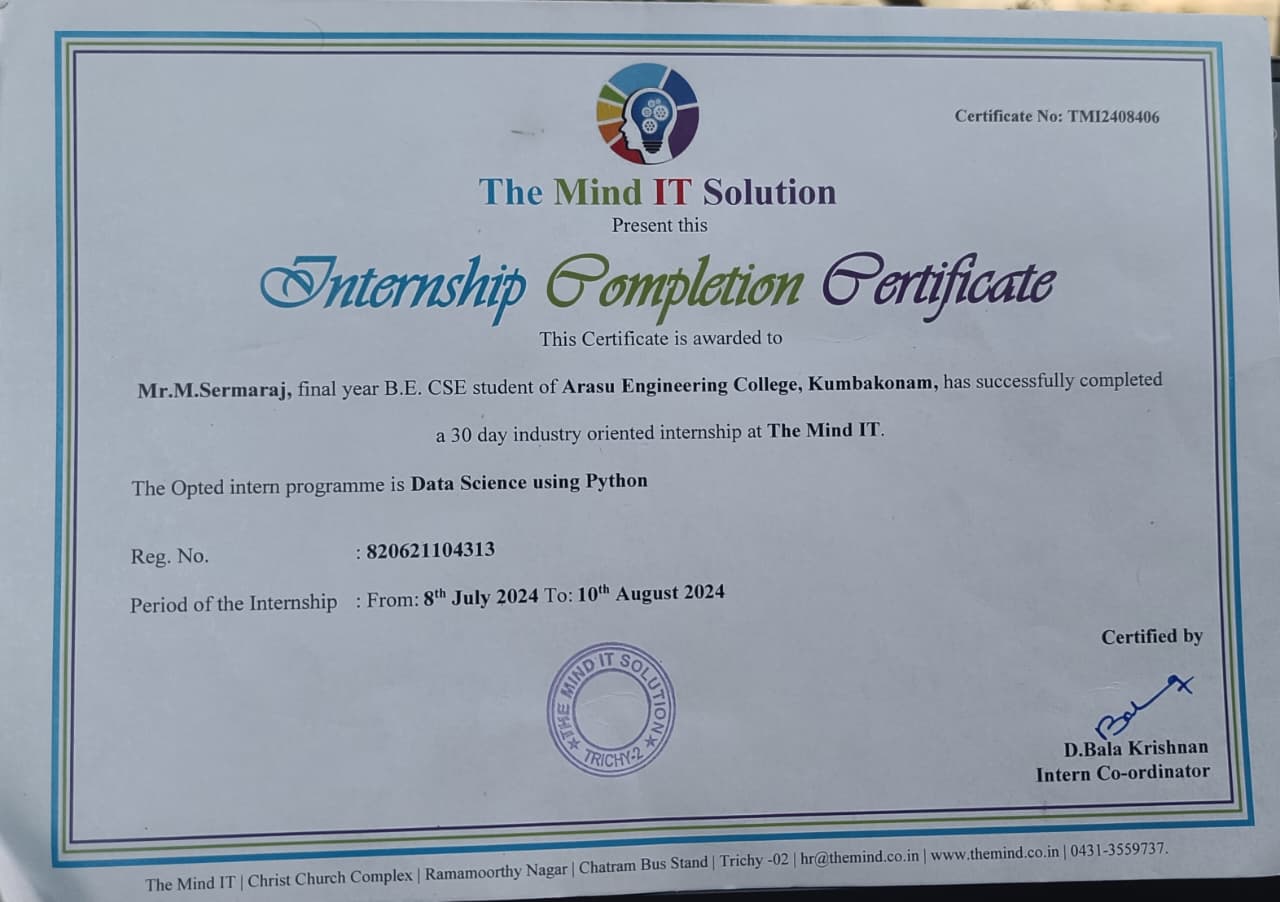 Certificate No: TMI2408406
The Mind IT Solution
Present this
Internship Completion Certificate
This Certificate is awarded to
Mr.M.Sermaraj, final year B.E. CSE student of Arasu Engineering College, Kumbakonam, has successfully completed
a 30 day industry oriented internship at The Mind IT.
The Opted intern programme is Data Science using Python
Reg. No. : 820621104313
Period of the Internship : From: 8th July 2024 To: 10th August 2024
THE MIND IT SOLUTION
★ TRICHY-2 ★
Certified by
Bal
D.Bala Krishnan
Intern Co-ordinator
The Mind IT | Christ Church Complex | Ramamoorthy Nagar | Chatram Bus Stand | Trichy -02 | hr@themind.co.in | www.themind.co.in | 0431-3559737.